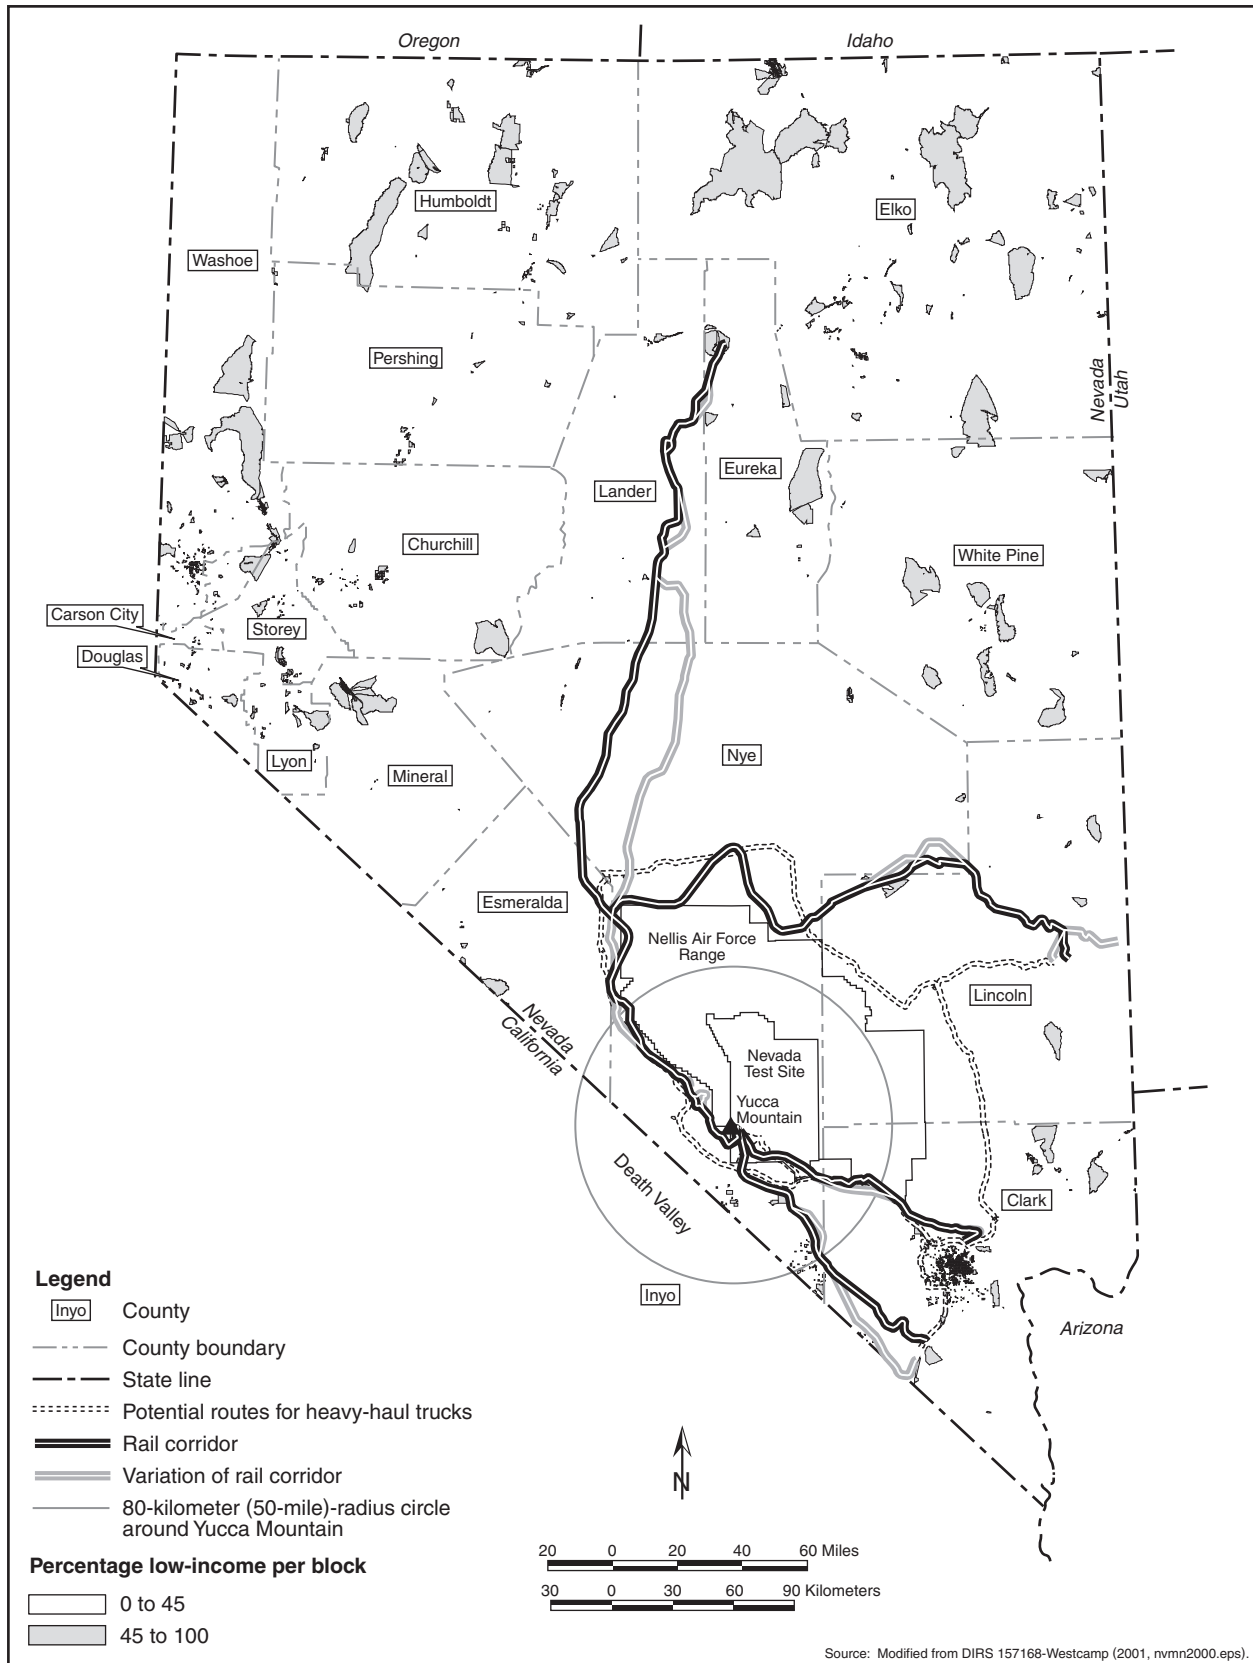 Oregon
Idaho
Humboldt
Elko
Washoe
Pershing
Nevada
Utah
Eureka
Lander
Churchill
White Pine
Carson City
Storey
Douglas
Nye
Lyon
Mineral
Esmeralda
Nellis Air Force
Range
Lincoln
Nevada
California
Nevada
Test Site
Yucca
Mountain
Death Valley
Clark
Inyo
Arizona
Legend
Inyo County
County boundary
State line
Potential routes for heavy-haul trucks
Rail corridor
Variation of rail corridor
80-kilometer (50-mile)-radius circle
around Yucca Mountain
Percentage low-income per block
0 to 45
45 to 100
N
20 0 20 40 60 Miles
30 0 30 60 90 Kilometers
Source: Modified from DIRS 157168-Westcamp (2001, nvmn2000.eps).